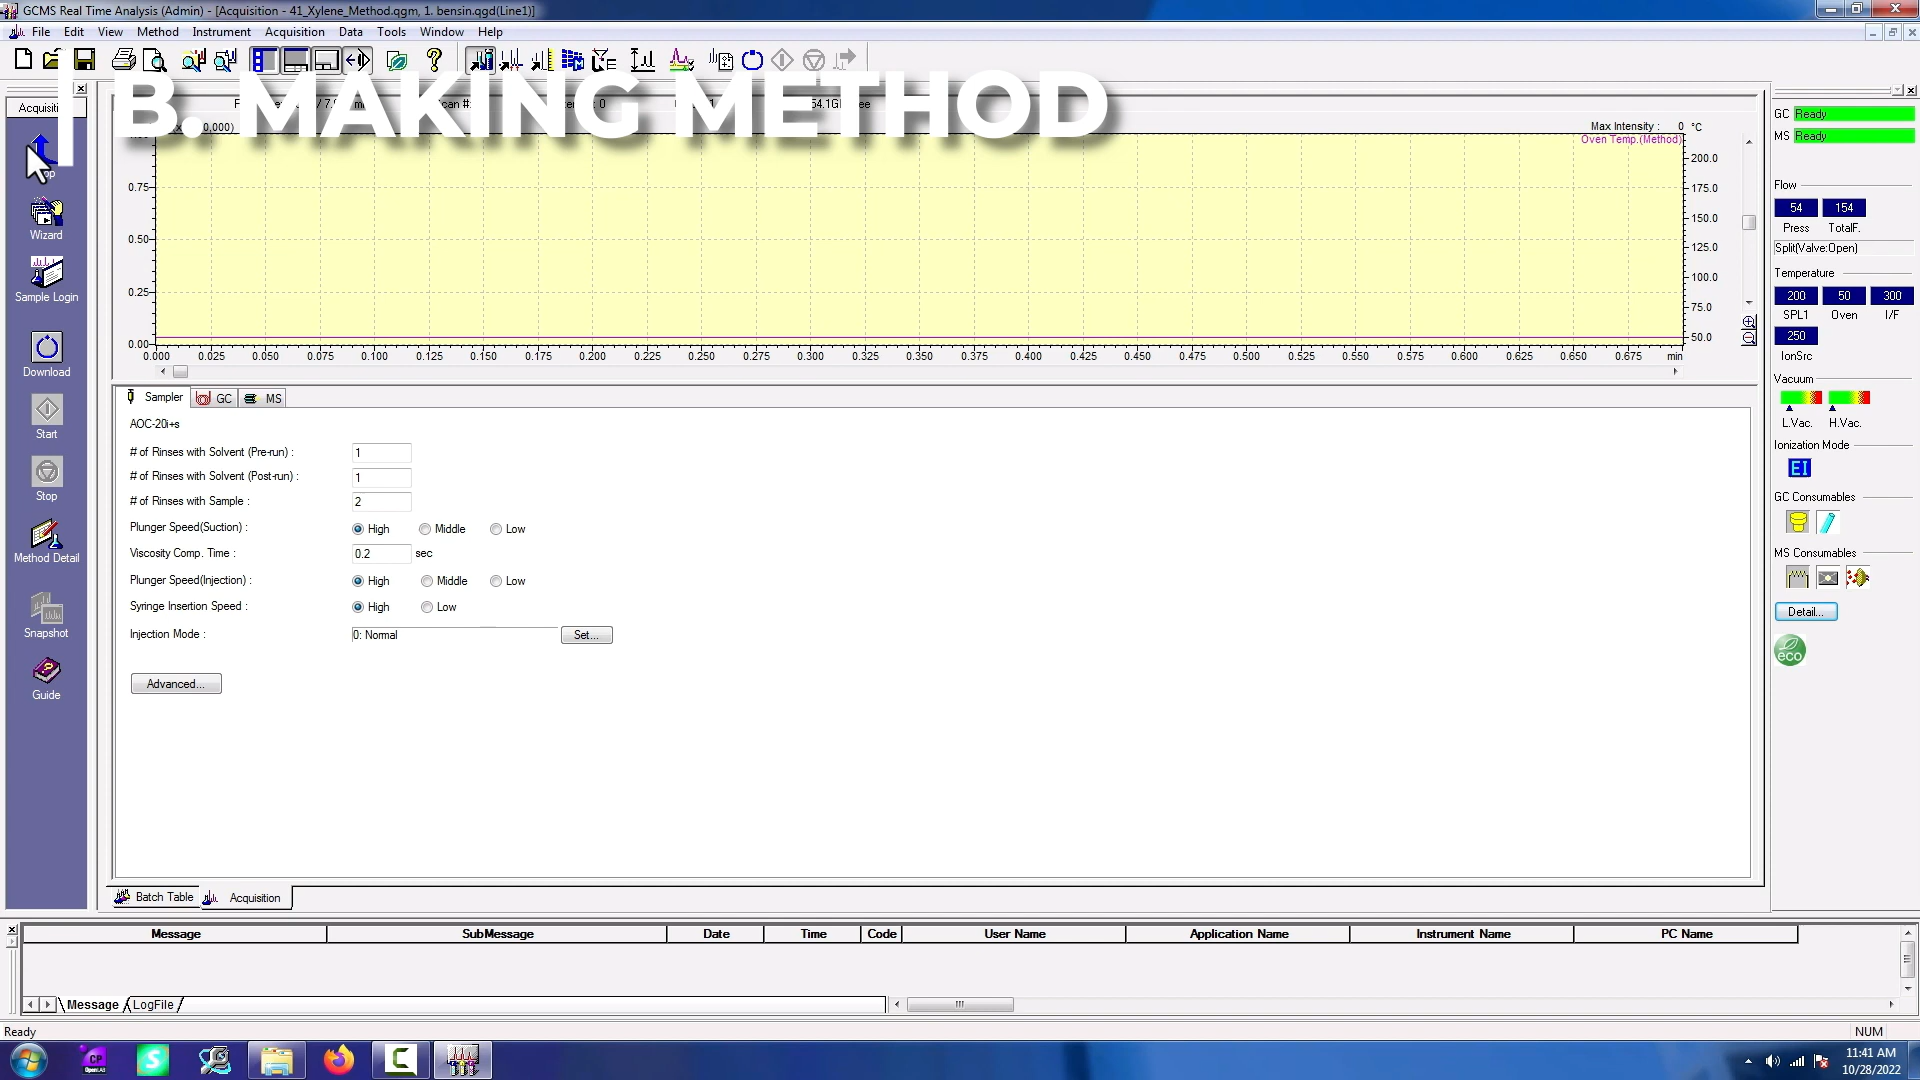 GCMS Real Time Analysis (Admin) - [Acquisition - 41_Xylene_Method.qgm, 1. bensin.qgd(Line1)]
File Edit View Method Instrument Acquisition Data Tools Window Help
B. MAKING METHOD
Max Intensity : 0 °C
Oven Temp.(Method)
0.75
0.50
0.25
0.00
200.0
175.0
150.0
125.0
100.0
75.0
50.0
0.000 0.025 0.050 0.075 0.100 0.125 0.150 0.175 0.200 0.225 0.250 0.275 0.300 0.325 0.350 0.375 0.400 0.425 0.450 0.475 0.500 0.525 0.550 0.575 0.600 0.625 0.650 0.675 min
Wizard
Sample Login
Download
Start
Stop
Method Detail
Snapshot
Guide
Sampler GC MS
AOC-20i+s
# of Rinses with Solvent (Pre-run) : 1
# of Rinses with Solvent (Post-run) : 1
# of Rinses with Sample : 2
Plunger Speed(Suction) : High Middle Low
Viscosity Comp. Time : 0.2 sec
Plunger Speed(Injection) : High Middle Low
Syringe Insertion Speed : High Low
Injection Mode : 0: Normal Set...
Advanced...
Batch Table Acquisition
GC Ready
MS Ready
Flow
54 154
Press TotalF.
Split(Valve:Open)
Temperature
200 50 300
SPL1 Oven I/F
250
IonSrc
Vacuum
L.Vac. H.Vac.
Ionization Mode
EI
GC Consumables
MS Consumables
Detail...
eco
Message SubMessage Date Time Code User Name Application Name Instrument Name PC Name
Message LogFile
Ready
NUM
11:41 AM
10/28/2022